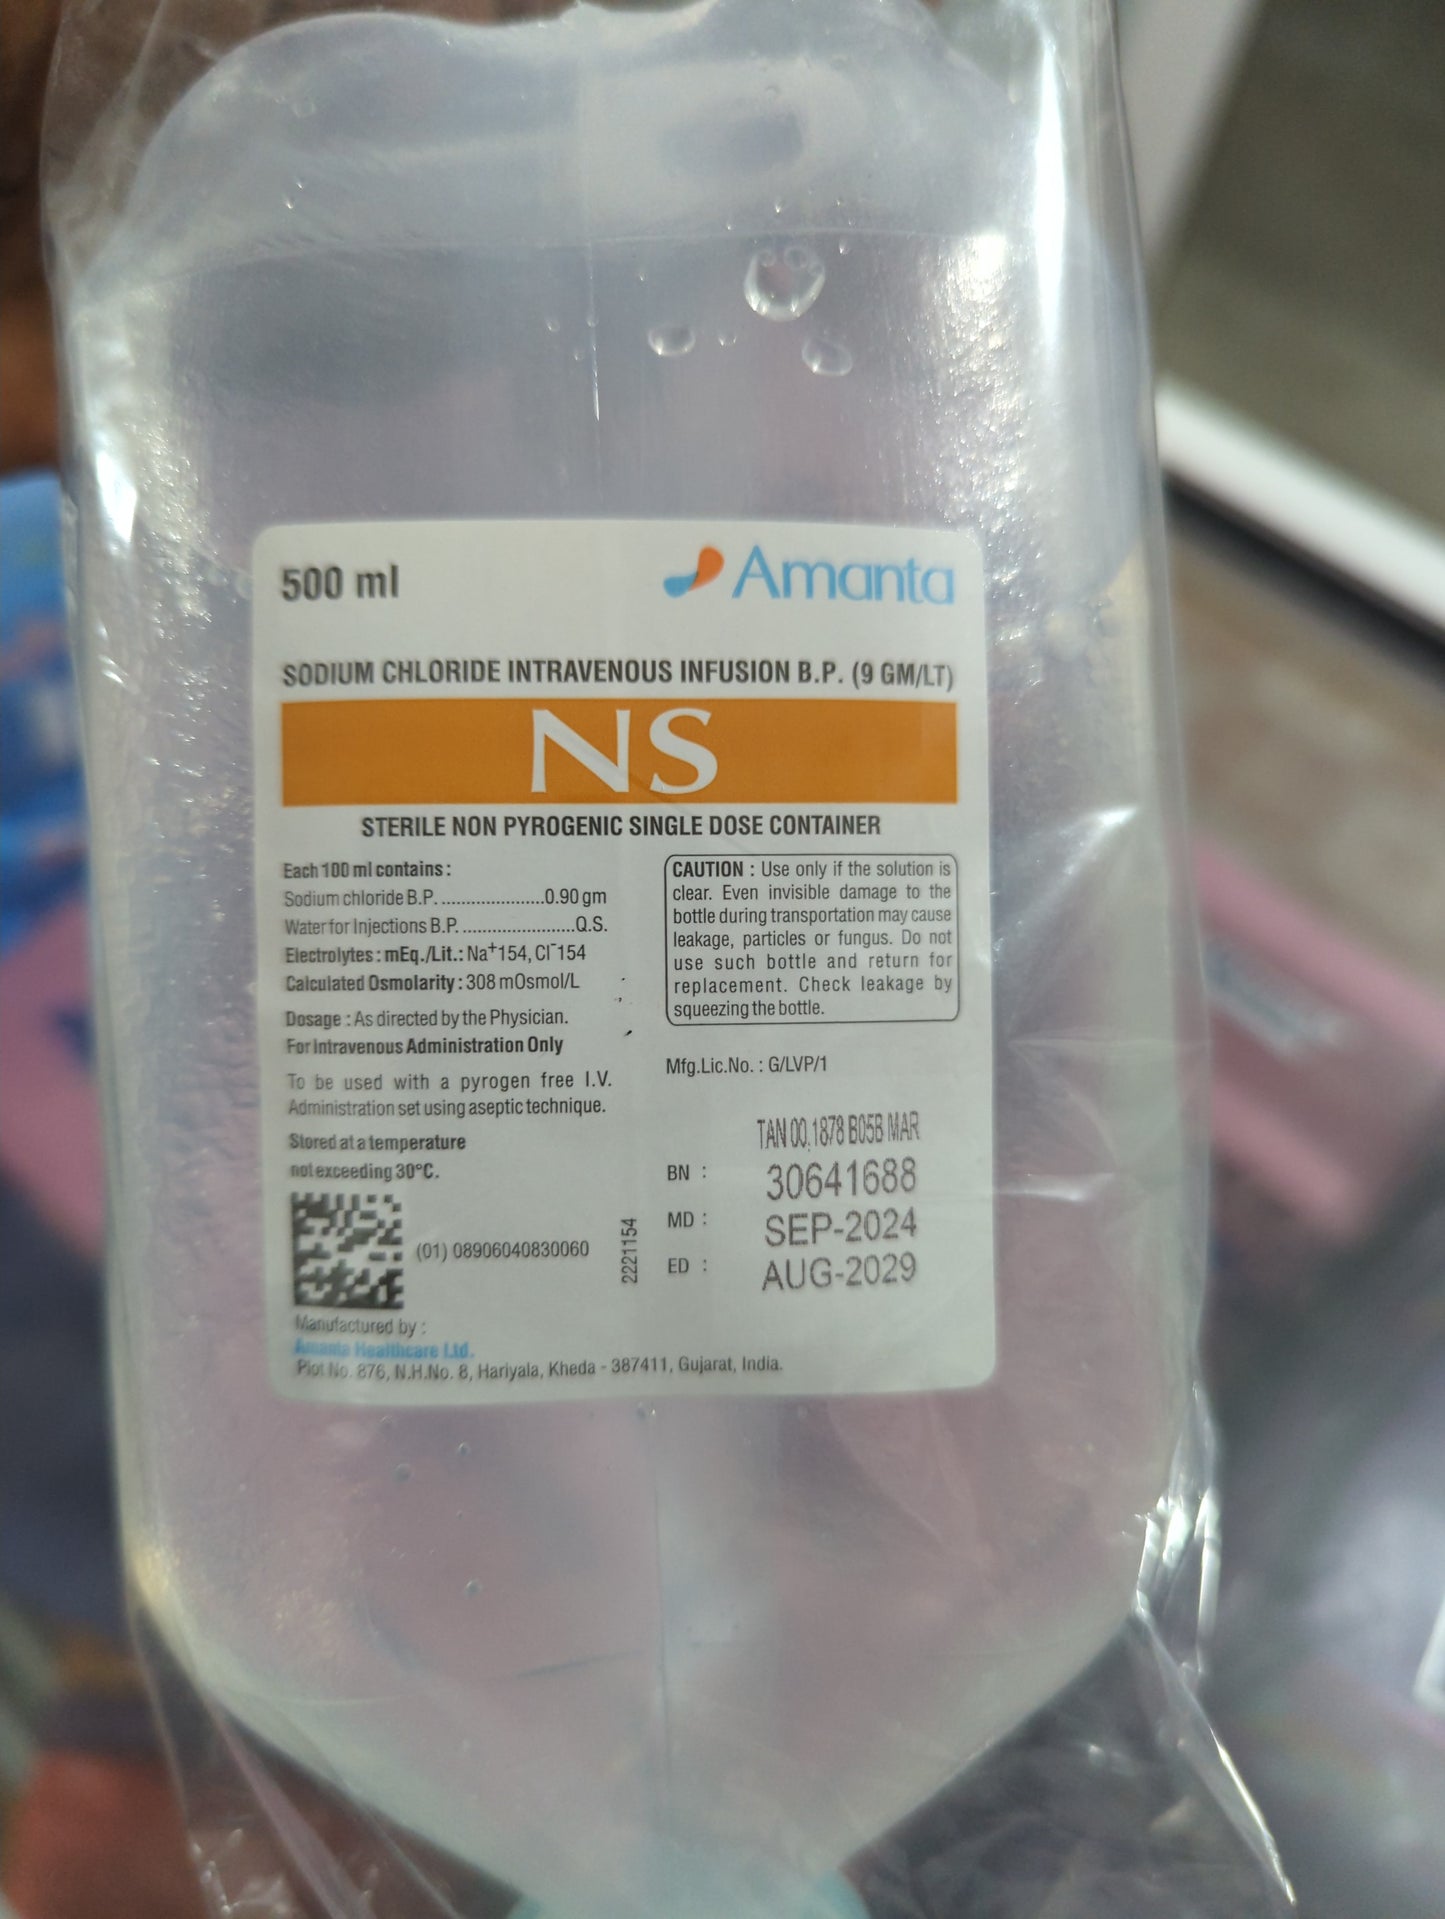 500 ml
Amanta
SODIUM CHLORIDE INTRAVENOUS INFUSION B.P. (9 GM/LT)
NS
STERILE NON PYROGENIC SINGLE DOSE CONTAINER
Each 100 ml contains :
Sodium chloride B.P. ......................0.90 gm
Water for Injections B.P. ........................Q.S.
Electrolytes : mEq./Lit.: Na⁺154, Cl⁻154
Calculated Osmolarity : 308 mOsmol/L
Dosage : As directed by the Physician.
For Intravenous Administration Only
To be used with a pyrogen free I.V.
Administration set using aseptic technique.
Stored at a temperature
not exceeding 30°C.
(01) 08906040830060
2221154
CAUTION : Use only if the solution is
clear. Even invisible damage to the
bottle during transportation may cause
leakage, particles or fungus. Do not
use such bottle and return for
replacement. Check leakage by
squeezing the bottle.
Mfg.Lic.No. : G/LVP/1
TAN 00.1878 B05B MAR
BN : 30641688
MD : SEP-2024
ED : AUG-2029
Manufactured by :
Amanta Healthcare Ltd.
Plot No. 876, N.H.No. 8, Hariyala, Kheda - 387411, Gujarat, India.